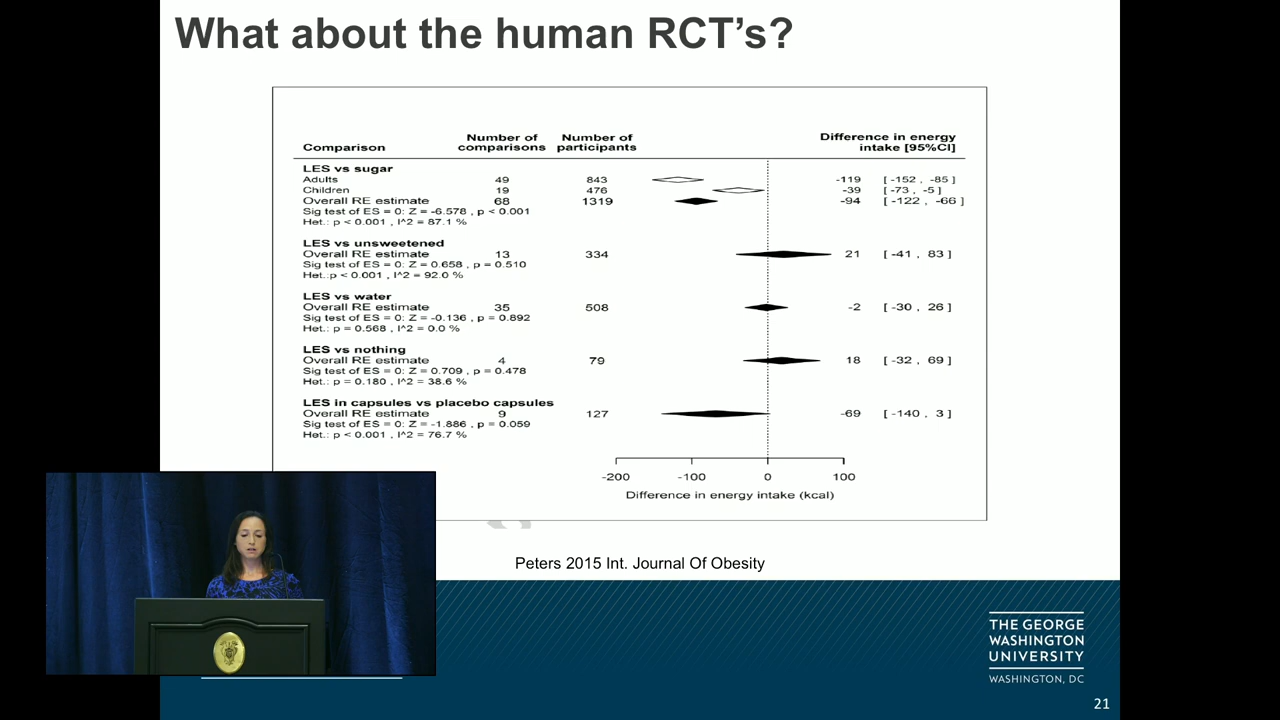 What about the human RCT's?
Comparison
Number of comparisons
Number of participants
Difference in energy intake [95%CI]
LES vs sugar
Adults 49 843 -119 [ -152 , -85 ]
Children 19 476 -39 [ -73 , -5 ]
Overall RE estimate 68 1319 -94 [ -122 , -66 ]
Sig test of ES = 0: Z = -6.578 , p < 0.001
Het.: p < 0.001 , I^2 = 87.1 %
LES vs unsweetened
Overall RE estimate 13 334 21 [ -41 , 83 ]
Sig test of ES = 0: Z = 0.658 , p = 0.510
Het.:p < 0.001 , I^2 = 92.0 %
LES vs water
Overall RE estimate 35 508 -2 [ -30 , 26 ]
Sig test of ES = 0: Z = -0.136 , p = 0.892
Het.: p = 0.568 , I^2 = 0.0 %
LES vs nothing
Overall RE estimate 4 79 18 [ -32 , 69 ]
Sig test of ES = 0: Z = 0.709 , p = 0.478
Het.: p = 0.180 , I^2 = 38.6 %
LES in capsules vs placebo capsules
Overall RE estimate 9 127 -69 [ -140 , 3 ]
Sig test of ES = 0: Z = -1.886 , p = 0.059
Het.: p < 0.001 , I^2 = 76.7 %
-200 -100 0 100
Difference in energy intake (kcal)
Peters 2015 Int. Journal Of Obesity
THE GEORGE
WASHINGTON
UNIVERSITY
WASHINGTON, DC
21